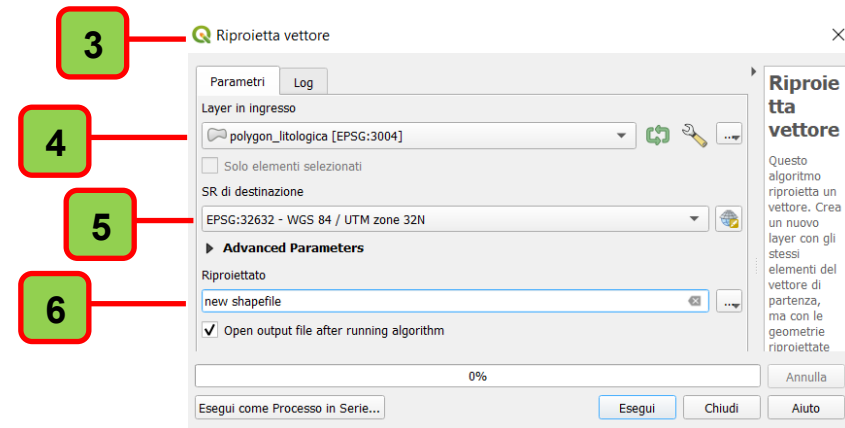 3
Riproietta vettore
Parametri
Log
Layer in ingresso
4
polygon_litologica [EPSG:3004]
...
Solo elementi selezionati
SR di destinazione
5
EPSG:32632 - WGS 84 / UTM zone 32N
Advanced Parameters
Riproiettato
6
new shapefile
...
Open output file after running algorithm
Riproie
tta
vettore
Questo
algoritmo
riproietta un
vettore. Crea
un nuovo
layer con gli
stessi
elementi del
vettore di
partenza,
ma con le
geometrie
riproiettate
0%
Annulla
Esegui come Processo in Serie...
Esegui
Chiudi
Aiuto